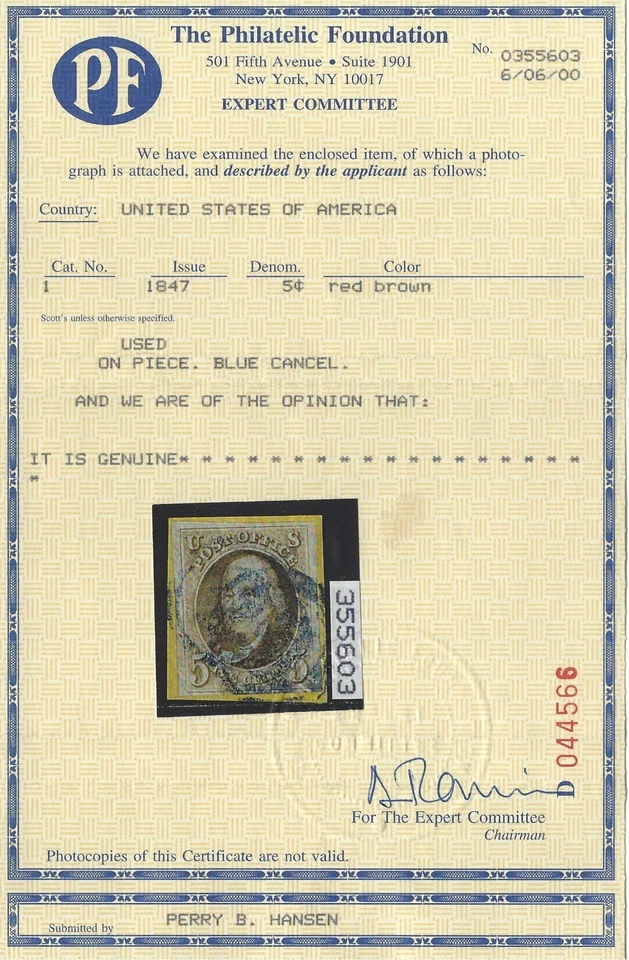 PF
The Philatelic Foundation
501 Fifth Avenue • Suite 1901
New York, NY 10017
EXPERT COMMITTEE
No. 0355603
6/06/00
We have examined the enclosed item, of which a photo-
graph is attached, and described by the applicant as follows:
Country: UNITED STATES OF AMERICA
Cat. No. Issue Denom. Color
1 1847 5¢ red brown
Scott's unless otherwise specified.
USED
ON PIECE. BLUE CANCEL.
AND WE ARE OF THE OPINION THAT:
IT IS GENUINE* * * * * * * * * * * * * * * * * *
*
U S
POST OFFICE
5
355603
D 044566
For The Expert Committee
Chairman
Photocopies of this Certificate are not valid.
Submitted by PERRY B. HANSEN